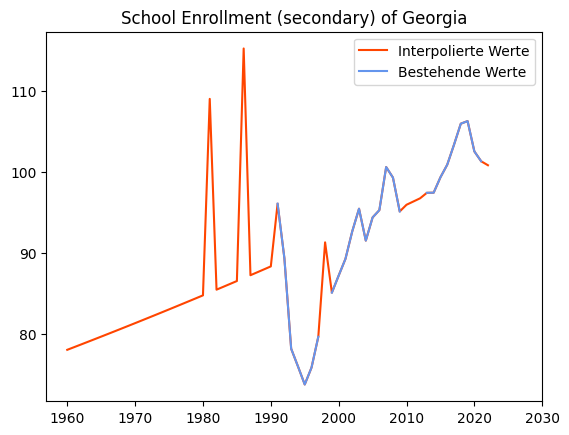 School Enrollment (secondary) of Georgia
Interpolierte Werte
Bestehende Werte
110
100
90
80
1960 1970 1980 1990 2000 2010 2020 2030